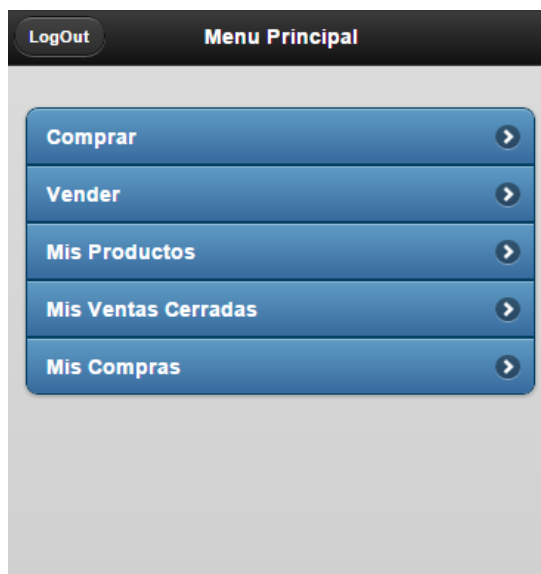 LogOut
Menu Principal
Comprar
Vender
Mis Productos
Mis Ventas Cerradas
Mis Compras